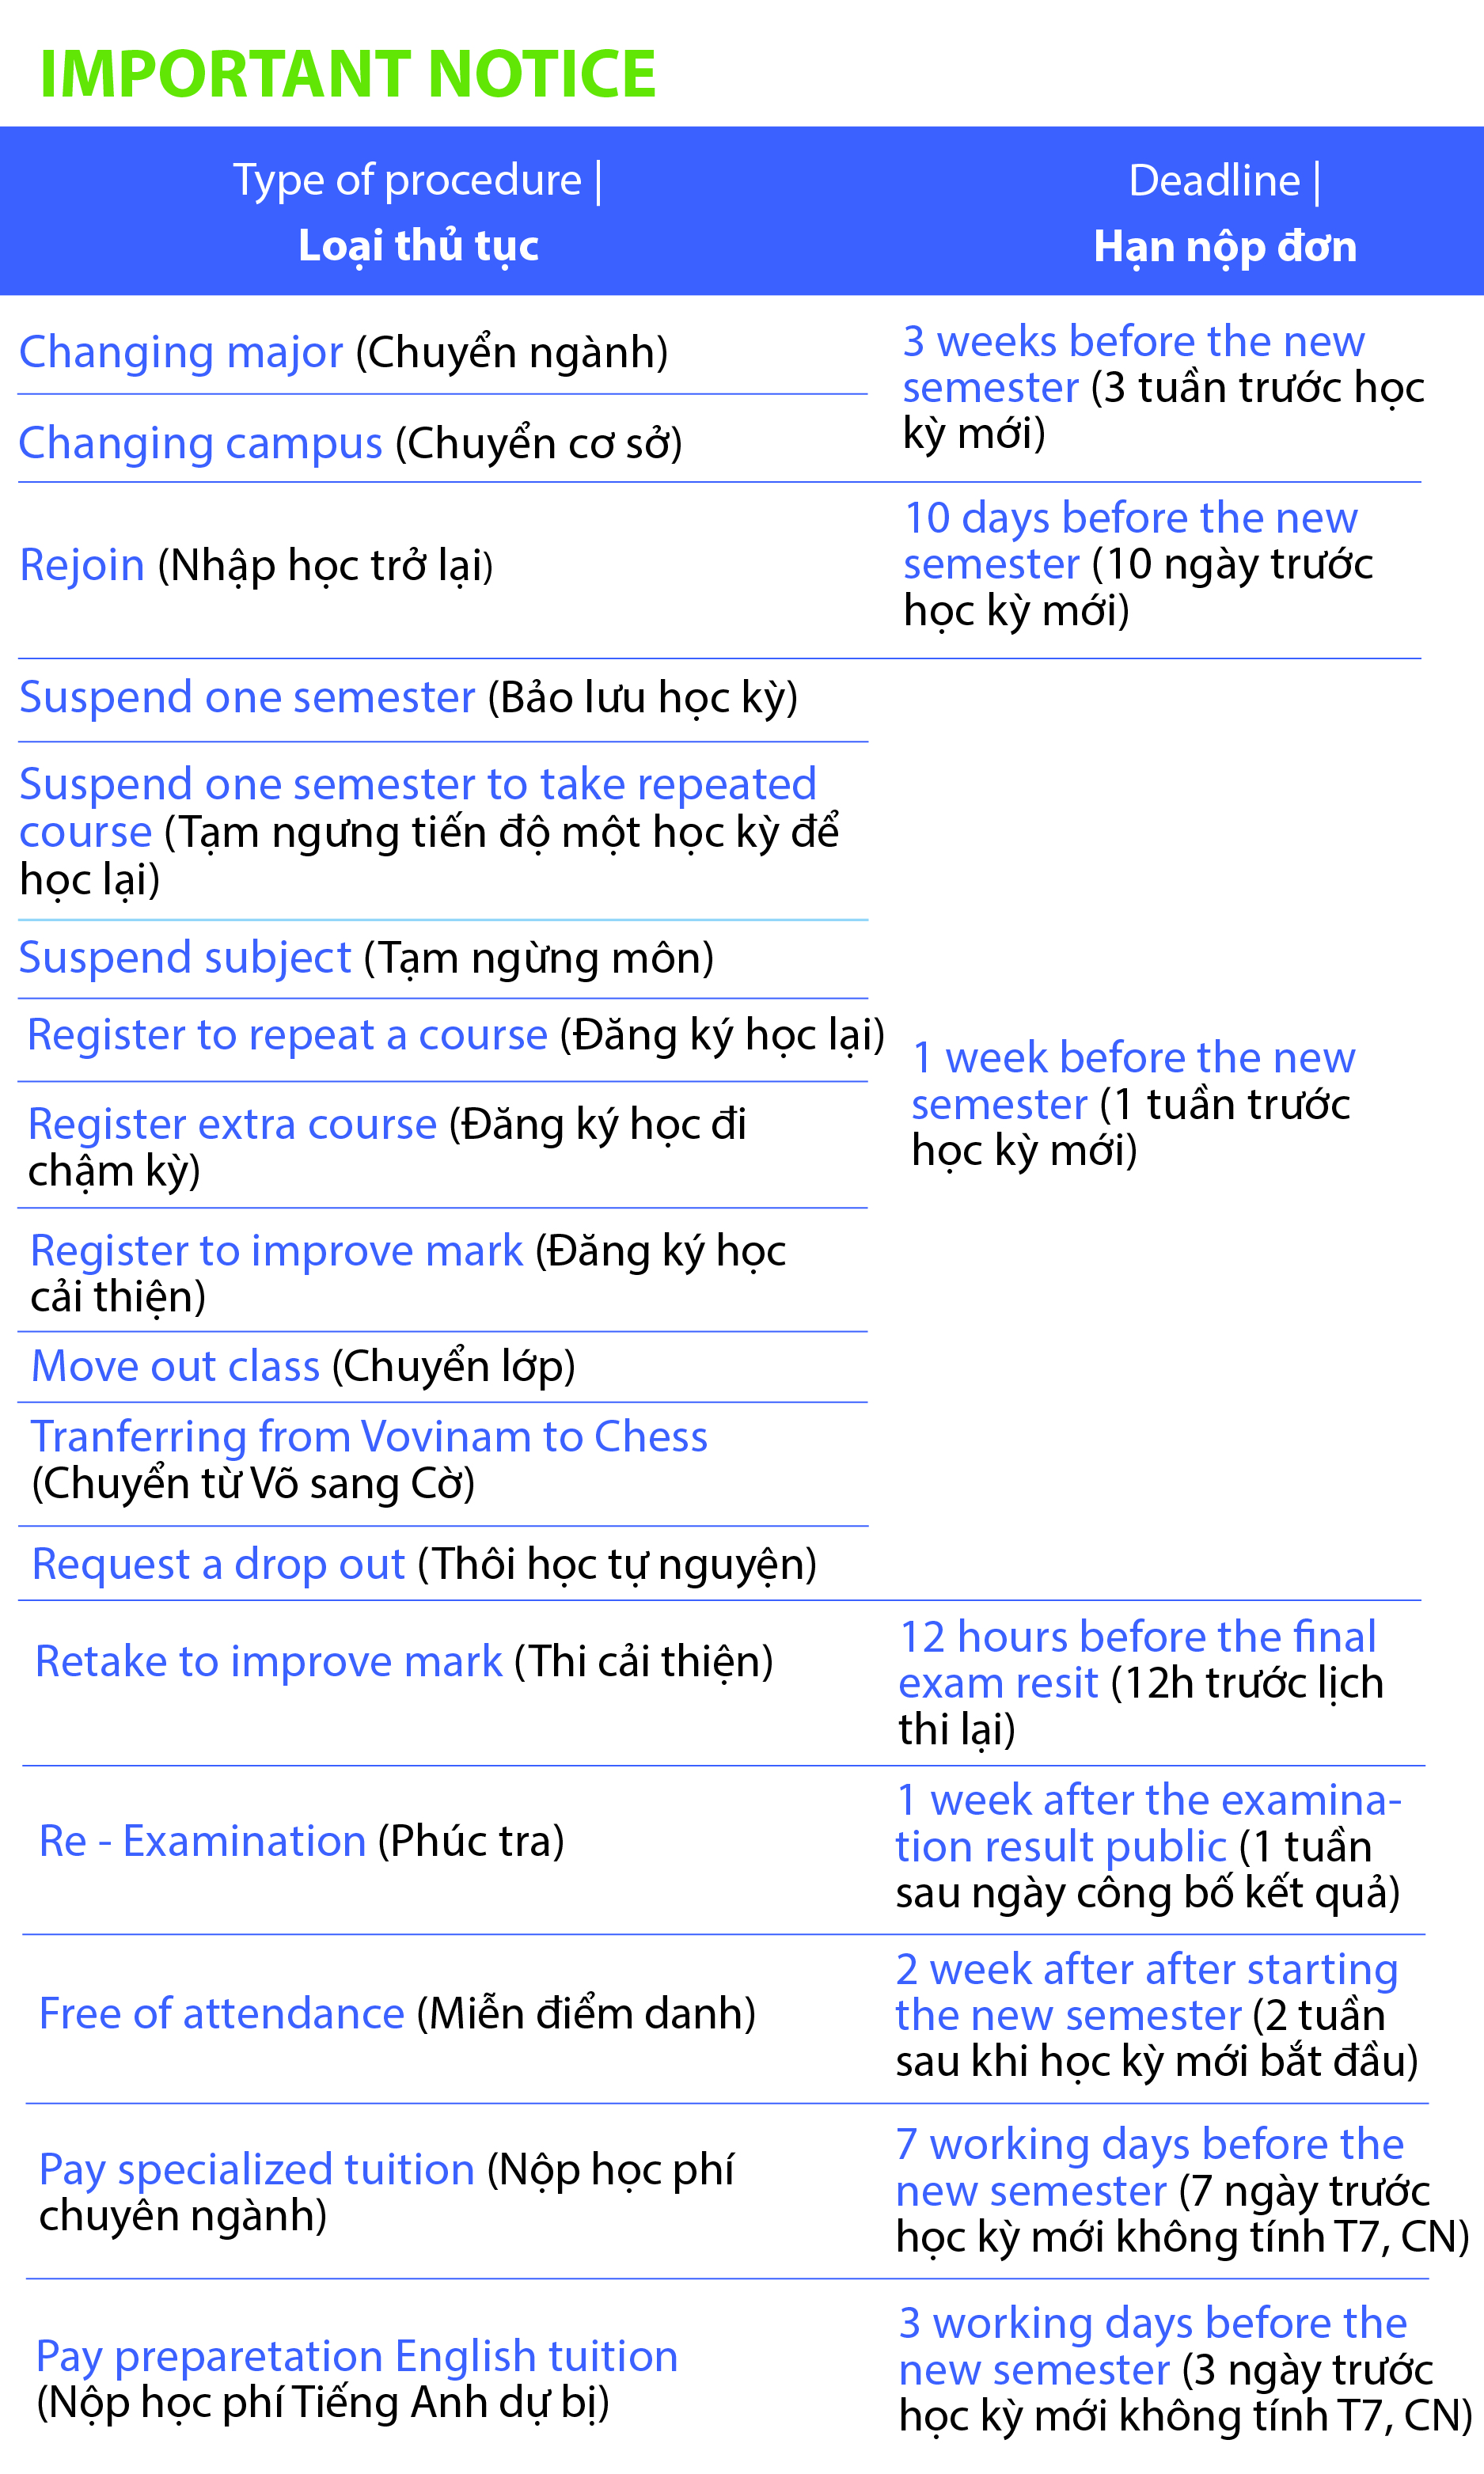 IMPORTANT NOTICE
Type of procedure |
Loại thủ tục
Deadline |
Hạn nộp đơn
Changing major (Chuyển ngành)
Changing campus (Chuyển cơ sở)
3 weeks before the new
semester (3 tuần trước học
kỳ mới)
Rejoin (Nhập học trở lại)
10 days before the new
semester (10 ngày trước
học kỳ mới)
Suspend one semester (Bảo lưu học kỳ)
Suspend one semester to take repeated
course (Tạm ngưng tiến độ một học kỳ để
học lại)
Suspend subject (Tạm ngừng môn)
Register to repeat a course (Đăng ký học lại)
Register extra course (Đăng ký học đi
chậm kỳ)
Register to improve mark (Đăng ký học
cải thiện)
Move out class (Chuyển lớp)
Tranferring from Vovinam to Chess
(Chuyển từ Võ sang Cờ)
Request a drop out (Thôi học tự nguyện)
1 week before the new
semester (1 tuần trước
học kỳ mới)
Retake to improve mark (Thi cải thiện)
12 hours before the final
exam resit (12h trước lịch
thi lại)
Re - Examination (Phúc tra)
1 week after the examina-
tion result public (1 tuần
sau ngày công bố kết quả)
Free of attendance (Miễn điểm danh)
2 week after after starting
the new semester (2 tuần
sau khi học kỳ mới bắt đầu)
Pay specialized tuition (Nộp học phí
chuyên ngành)
7 working days before the
new semester (7 ngày trước
học kỳ mới không tính T7, CN)
Pay preparetation English tuition
(Nộp học phí Tiếng Anh dự bị)
3 working days before the
new semester (3 ngày trước
học kỳ mới không tính T7, CN)